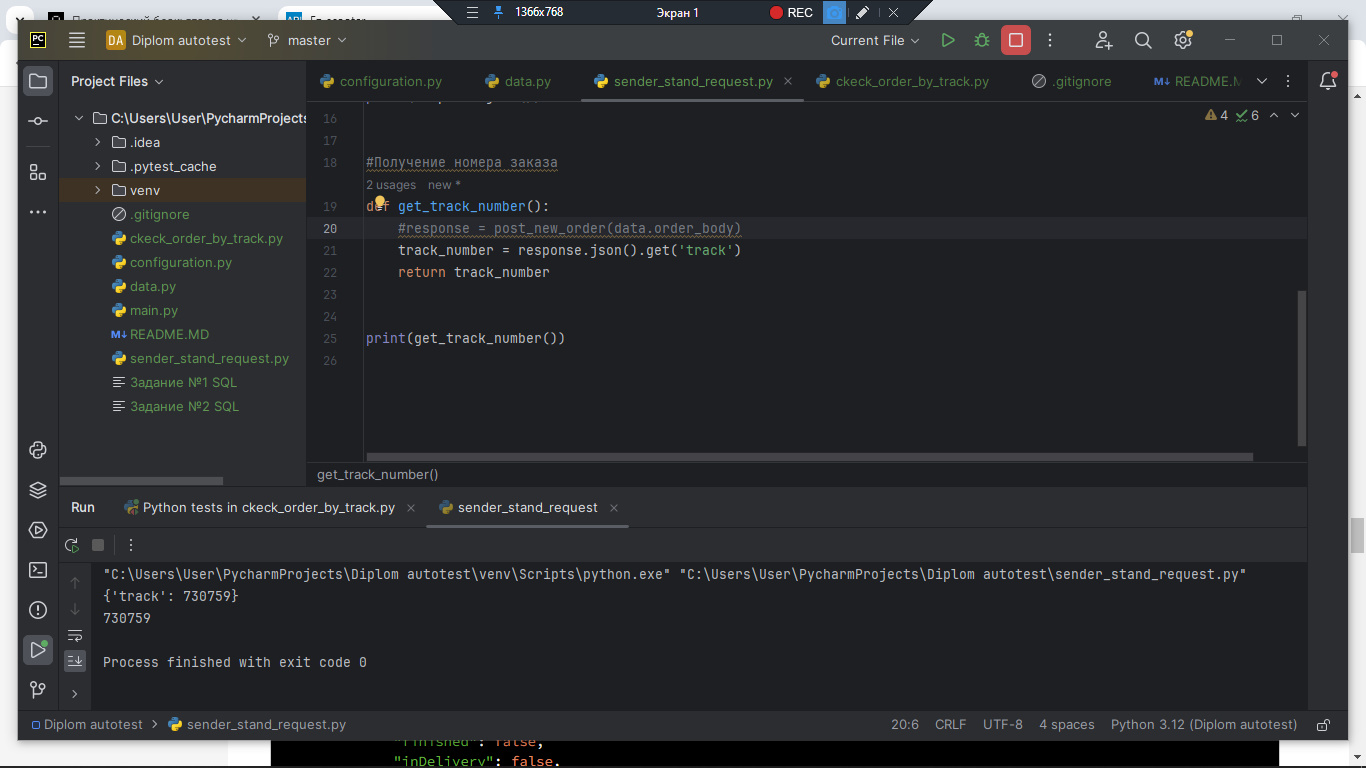 1366x768
Экран 1
REC
PC
DA
Diplom autotest
master
Current File
Project Files
configuration.py
data.py
sender_stand_request.py
ckeck_order_by_track.py
.gitignore
README.M
C:\Users\User\PycharmProjects
.idea
.pytest_cache
venv
.gitignore
ckeck_order_by_track.py
configuration.py
data.py
main.py
README.MD
sender_stand_request.py
Задание №1 SQL
Задание №2 SQL
4
6
16
17
18 #Получение номера заказа
2 usages new *
19 def get_track_number():
20 #response = post_new_order(data.order_body)
21 track_number = response.json().get('track')
22 return track_number
23
24
25 print(get_track_number())
26
get_track_number()
Run
Python tests in ckeck_order_by_track.py
sender_stand_request
"C:\Users\User\PycharmProjects\Diplom autotest\venv\Scripts\python.exe" "C:\Users\User\PycharmProjects\Diplom autotest\sender_stand_request.py"
{'track': 730759}
730759
Process finished with exit code 0
Diplom autotest
sender_stand_request.py
20:6
CRLF
UTF-8
4 spaces
Python 3.12 (Diplom autotest)
"finished": false,
"inDelivery": false,